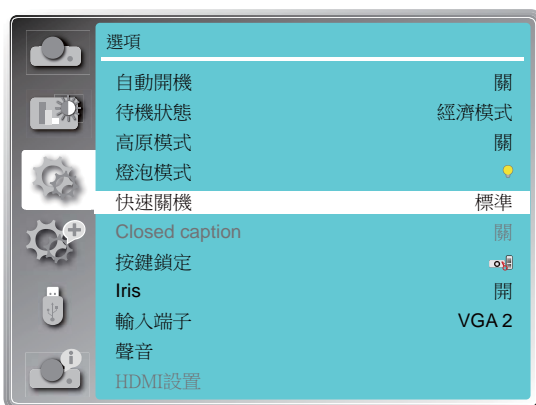 選項
自動開機 關
待機狀態 經濟模式
高原模式 關
燈泡模式
快速關機 標準
Closed caption 關
按鍵鎖定
Iris 開
輸入端子 VGA 2
聲音
HDMI設置